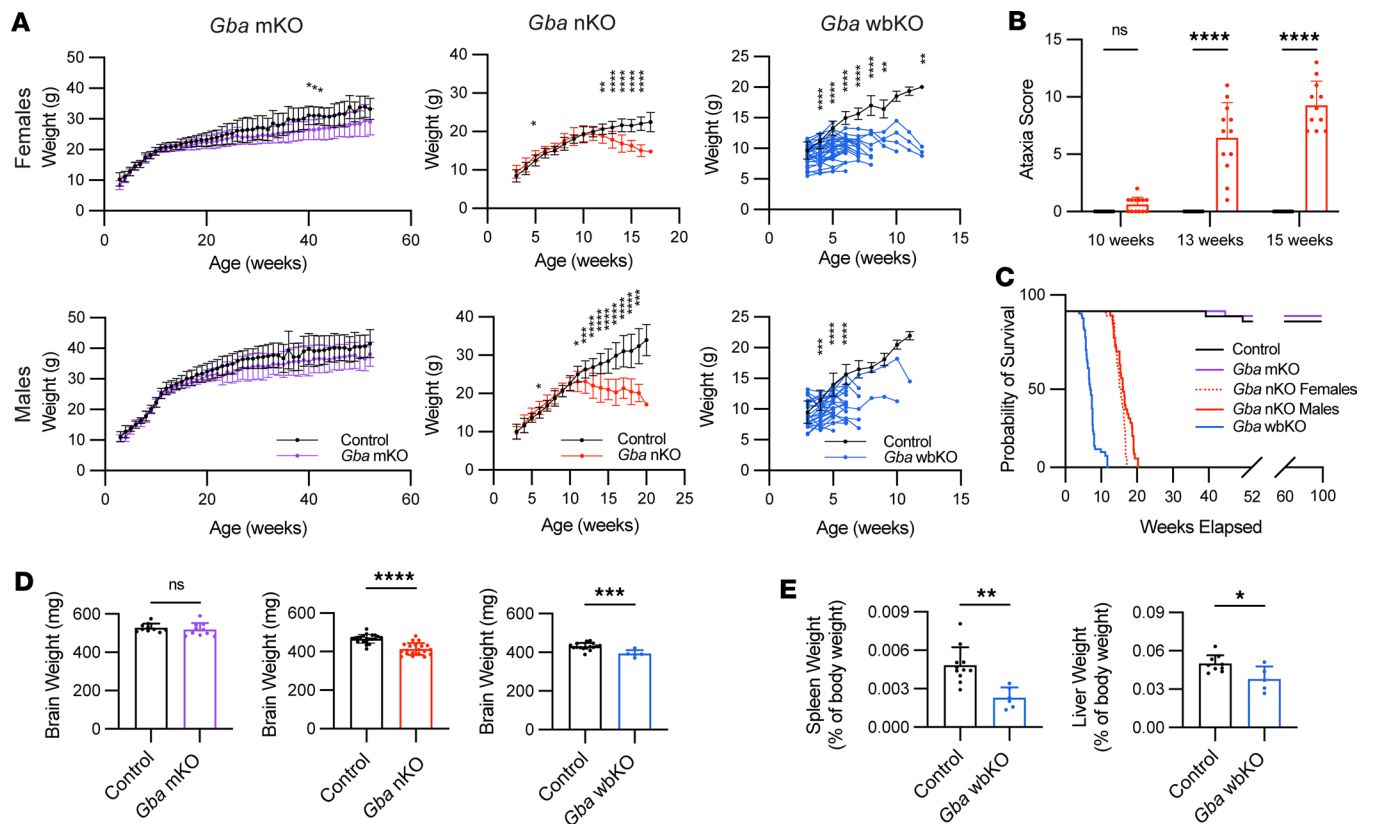 A
Gba mKO
Gba nKO
Gba wbKO
Females
Weight (g)
50
40
30
20
10
0
***
0
20
40
60
Age (weeks)
Weight (g)
40
30
20
10
0
*
**
****
****
****
****
0
5
10
15
20
Age (weeks)
Weight (g)
25
20
15
10
5
0
****
****
****
****
****
**
**
0
5
10
15
Age (weeks)
Males
Weight (g)
50
40
30
20
10
0
Control
Gba mKO
0
20
40
60
Age (weeks)
Weight (g)
40
30
20
10
0
*
*
Control
Gba nKO
0
5
10
15
20
25
Age (weeks)
Weight (g)
25
20
15
10
5
0
***
****
****
Control
Gba wbKO
0
5
10
15
Age (weeks)
B
Ataxia Score
15
10
5
0
ns
****
****
10 weeks
13 weeks
15 weeks
C
Probability of Survival
100
50
0
Control
Gba mKO
Gba nKO Females
Gba nKO Males
Gba wbKO
0
10
20
30
40
52
60
100
Weeks Elapsed
D
Brain Weight (mg)
600
400
200
0
ns
Control
Gba mKO
Brain Weight (mg)
600
400
200
0
****
Control
Gba nKO
Brain Weight (mg)
600
400
200
0
***
Control
Gba wbKO
E
Spleen Weight
(% of body weight)
0.009
0.006
0.003
0.000
**
Control
Gba wbKO
Liver Weight
(% of body weight)
0.09
0.06
0.03
0.00
*
Control
Gba wbKO